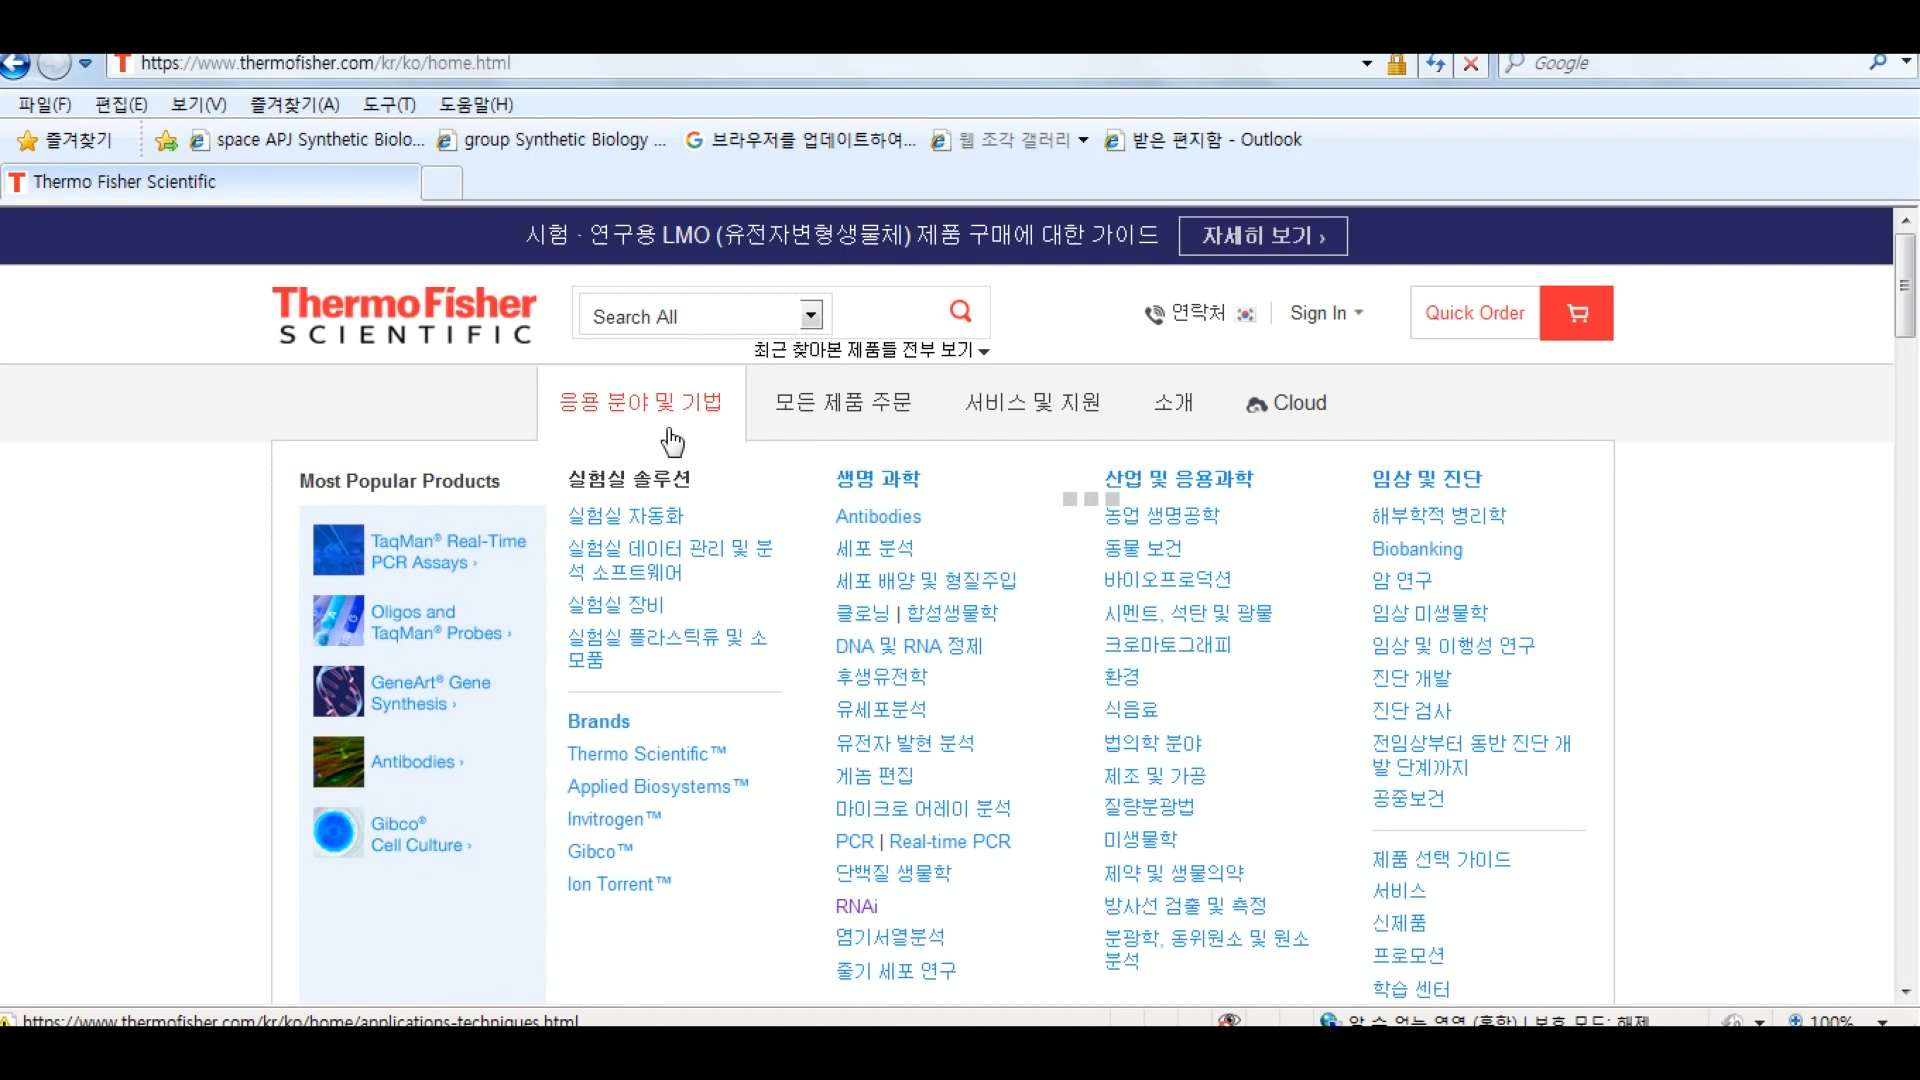 https://www.thermofisher.com/kr/ko/home.html
Google
파일(F) 편집(E) 보기(V) 즐겨찾기(A) 도구(T) 도움말(H)
즐겨찾기 space APJ Synthetic Biolo... group Synthetic Biology ... 브라우저를 업데이트하여... 웹 조각 갤러리 받은 편지함 - Outlook
Thermo Fisher Scientific
시험 · 연구용 LMO (유전자변형생물체) 제품 구매에 대한 가이드 자세히 보기 ›
ThermoFisher
SCIENTIFIC
Search All
연락처
Sign In
Quick Order
최근 찾아본 제품들 전부 보기
응용 분야 및 기법 모든 제품 주문 서비스 및 지원 소개 Cloud
Most Popular Products
TaqMan® Real-Time
PCR Assays ›
Oligos and
TaqMan® Probes ›
GeneArt® Gene
Synthesis ›
Antibodies ›
Gibco®
Cell Culture ›
실험실 솔루션
실험실 자동화
실험실 데이터 관리 및 분
석 소프트웨어
실험실 장비
실험실 플라스틱류 및 소
모품
Brands
Thermo Scientific™
Applied Biosystems™
Invitrogen™
Gibco™
Ion Torrent™
생명 과학
Antibodies
세포 분석
세포 배양 및 형질주입
클로닝 | 합성생물학
DNA 및 RNA 정제
후생유전학
유세포분석
유전자 발현 분석
게놈 편집
마이크로 어레이 분석
PCR | Real-time PCR
단백질 생물학
RNAi
염기서열분석
줄기 세포 연구
산업 및 응용과학
농업 생명공학
동물 보건
바이오프로덕션
시멘트, 석탄 및 광물
크로마토그래피
환경
식음료
법의학 분야
제조 및 가공
질량분광법
미생물학
제약 및 생물의약
방사선 검출 및 측정
분광학, 동위원소 및 원소
분석
임상 및 진단
해부학적 병리학
Biobanking
암 연구
임상 미생물학
임상 및 이행성 연구
진단 개발
진단 검사
전임상부터 동반 진단 개
발 단계까지
공중보건
제품 선택 가이드
서비스
신제품
프로모션
학습 센터
https://www.thermofisher.com/kr/ko/home/applications-techniques.html
알 수 없는 영역 (혼합) | 보호 모드: 해제
100%